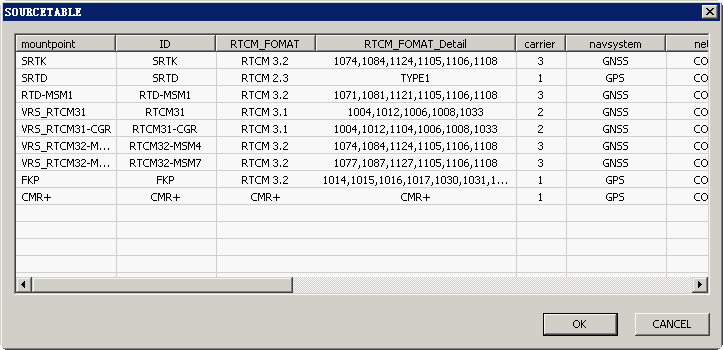 SOURCETABLE
mountpoint ID RTCM_FOMAT RTCM_FOMAT_Detail carrier navsystem net
SRTK SRTK RTCM 3.2 1074,1084,1124,1105,1106,1108 3 GNSS CO
SRTD SRTD RTCM 2.3 TYPE1 1 GPS CO
RTD-MSM1 RTD-MSM1 RTCM 3.2 1071,1081,1121,1105,1106,1108 3 GNSS CO
VRS_RTCM31 RTCM31 RTCM 3.1 1004,1012,1006,1008,1033 2 GNSS CO
VRS_RTCM31-CGR RTCM31-CGR RTCM 3.1 1004,1012,1104,1006,1008,1033 2 GNSS CO
VRS_RTCM32-M... RTCM32-MSM4 RTCM 3.2 1074,1084,1124,1105,1106,1108 3 GNSS CO
VRS_RTCM32-M... RTCM32-MSM7 RTCM 3.2 1077,1087,1127,1105,1106,1108 3 GNSS CO
FKP FKP RTCM 3.2 1014,1015,1016,1017,1030,1031,1... 1 GPS CO
CMR+ CMR+ CMR+ CMR+ 1 GPS CO
OK CANCEL